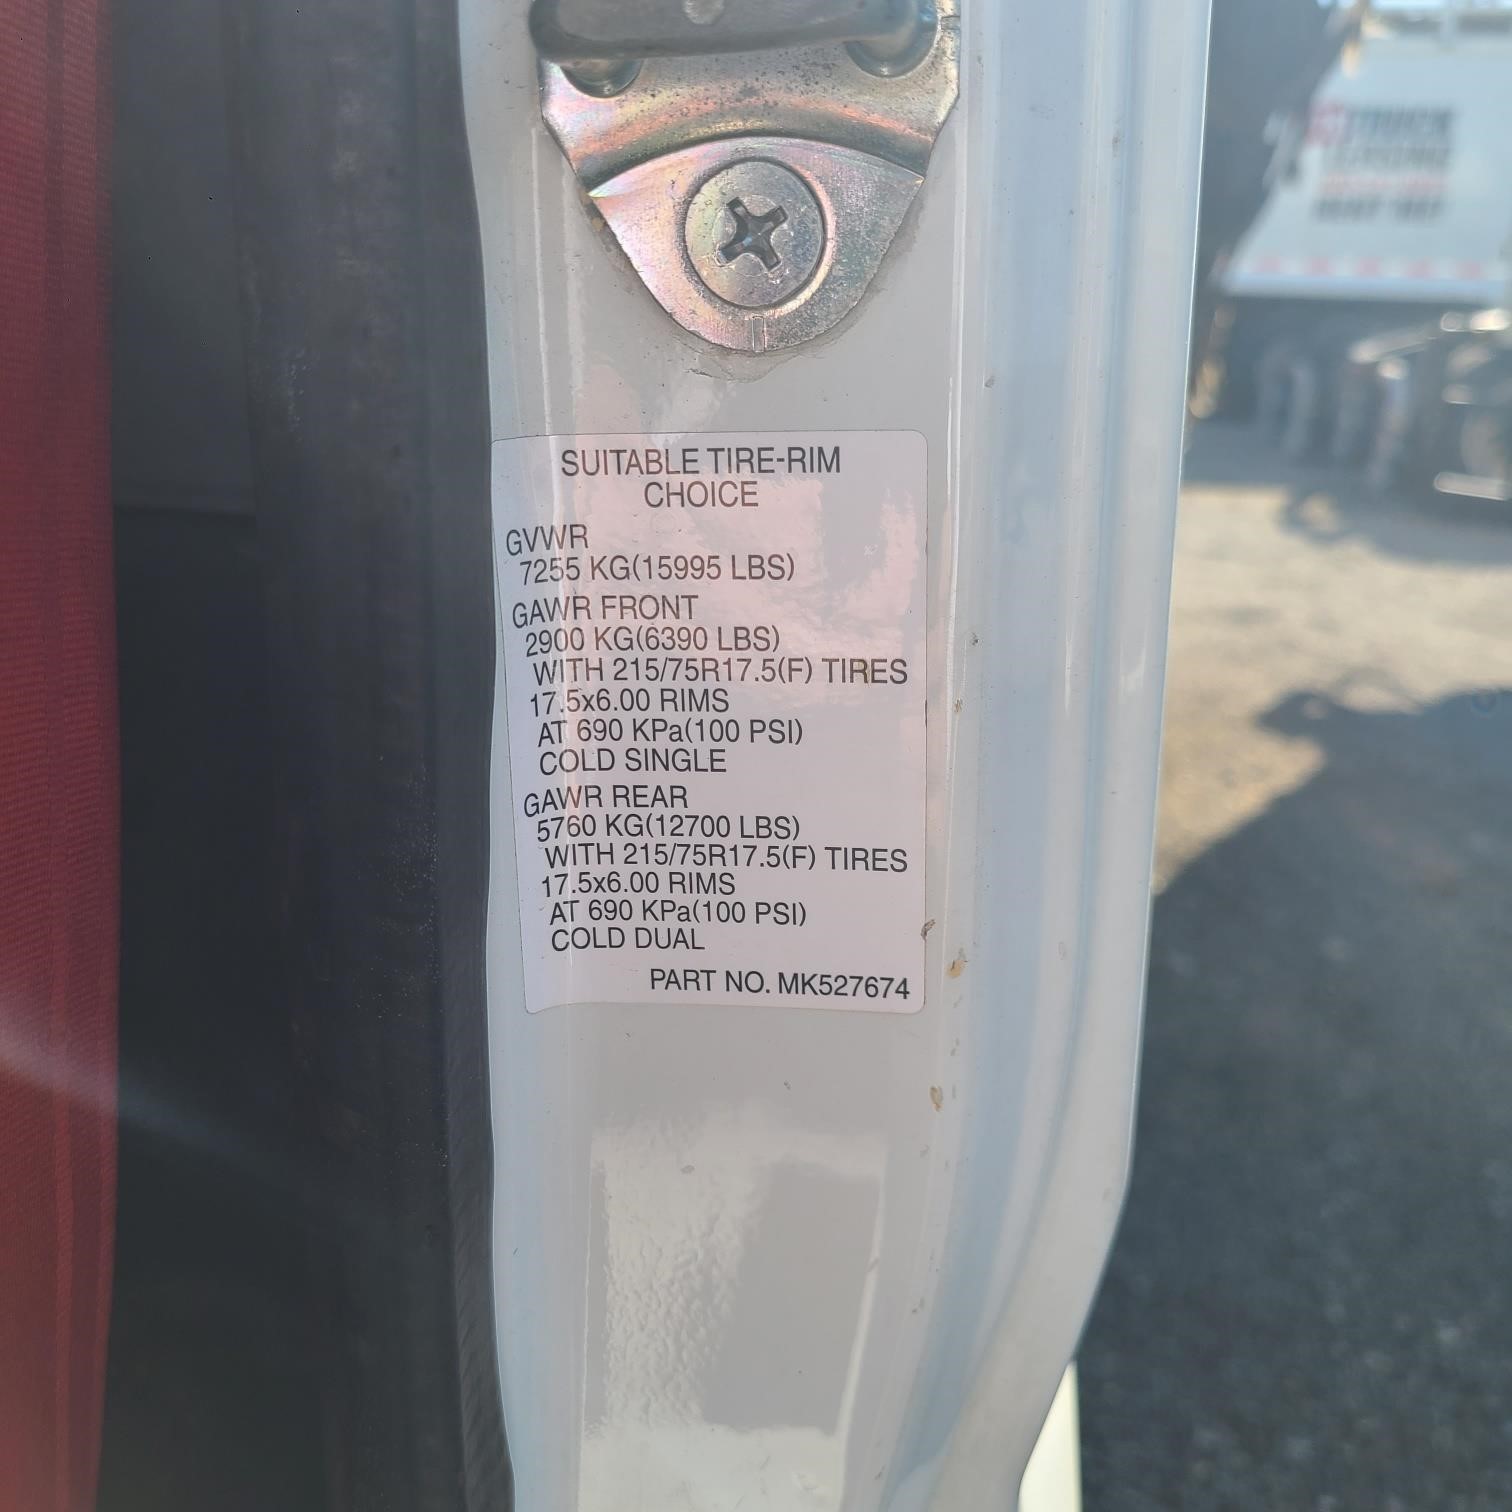 SUITABLE TIRE-RIM
CHOICE
GVWR
7255 KG(15995 LBS)
GAWR FRONT
2900 KG(6390 LBS)
WITH 215/75R17.5(F) TIRES
17.5x6.00 RIMS
AT 690 KPa(100 PSI)
COLD SINGLE
GAWR REAR
5760 KG(12700 LBS)
WITH 215/75R17.5(F) TIRES
17.5x6.00 RIMS
AT 690 KPa(100 PSI)
COLD DUAL
PART NO. MK527674
TRUCK